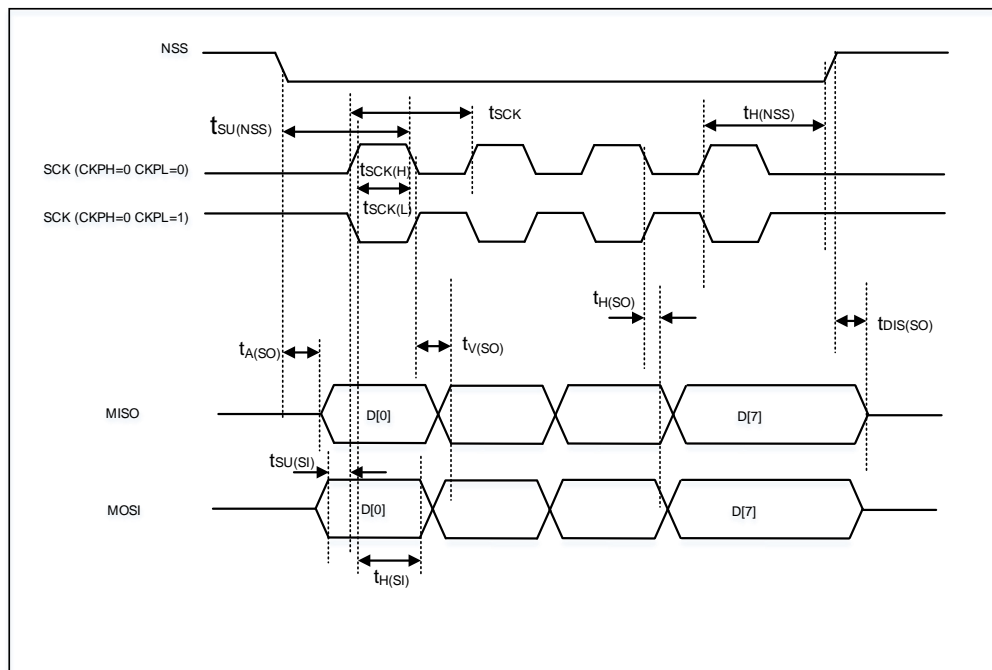 NSS
tSCK
tH(NSS)
tSU(NSS)
SCK (CKPH=0 CKPL=0)
tSCK(H)
tSCK(L)
SCK (CKPH=0 CKPL=1)
tH(SO)
tDIS(SO)
tA(SO)
tV(SO)
MISO
D[0]
D[7]
tSU(SI)
MOSI
D[0]
D[7]
tH(SI)